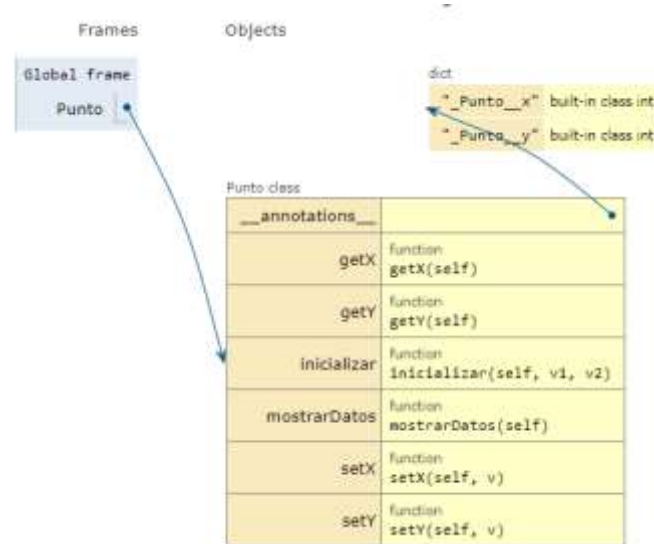 Frames Objects
Global frame
Punto
dict
"_Punto__x" built-in class int
"_Punto__y" built-in class int
Punto class
__annotations__
getX function
getX(self)
getY function
getY(self)
inicializar function
inicializar(self, v1, v2)
mostrarDatos function
mostrarDatos(self)
setX function
setX(self, v)
setY function
setY(self, v)